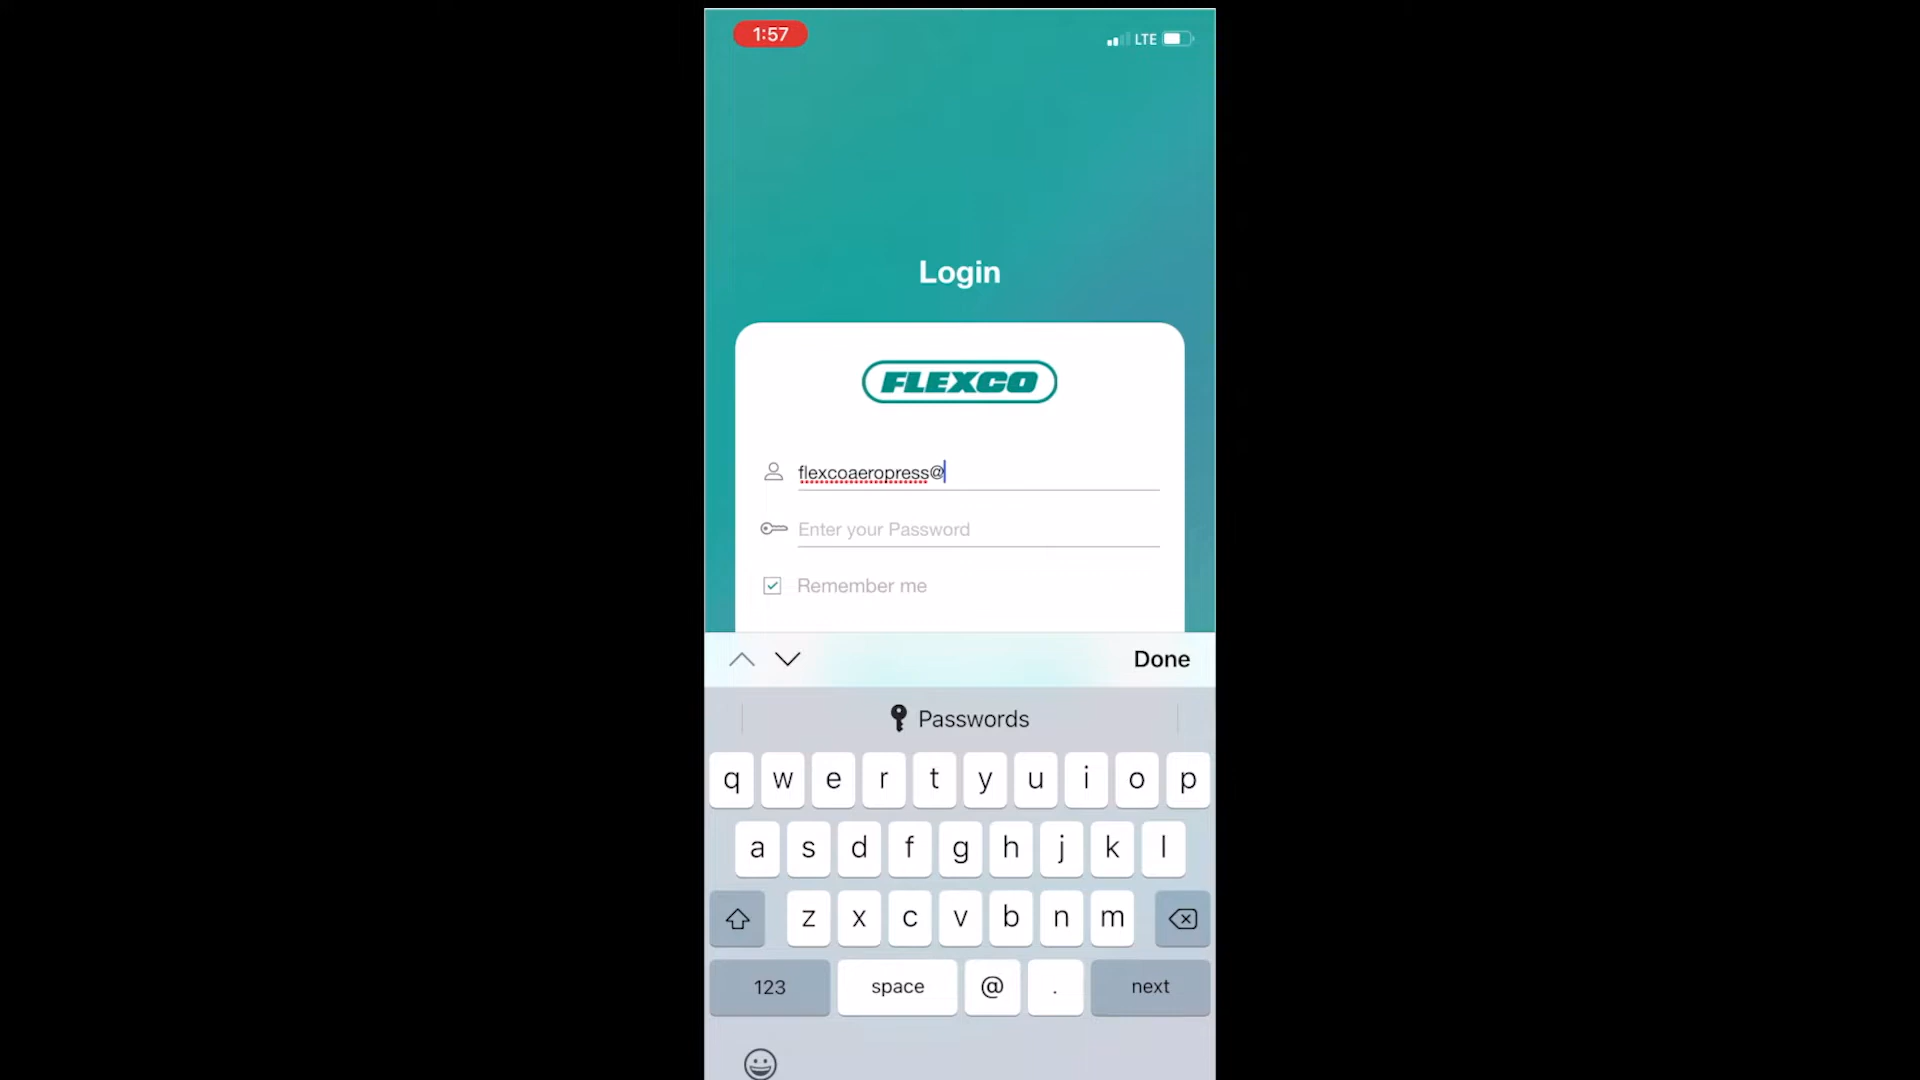 1:57
LTE
Login
FLEXCO
flexcoaeropress@
Enter your Password
Remember me
Done
Passwords
q w e r t y u i o p
a s d f g h j k l
z x c v b n m
123 space @ . next